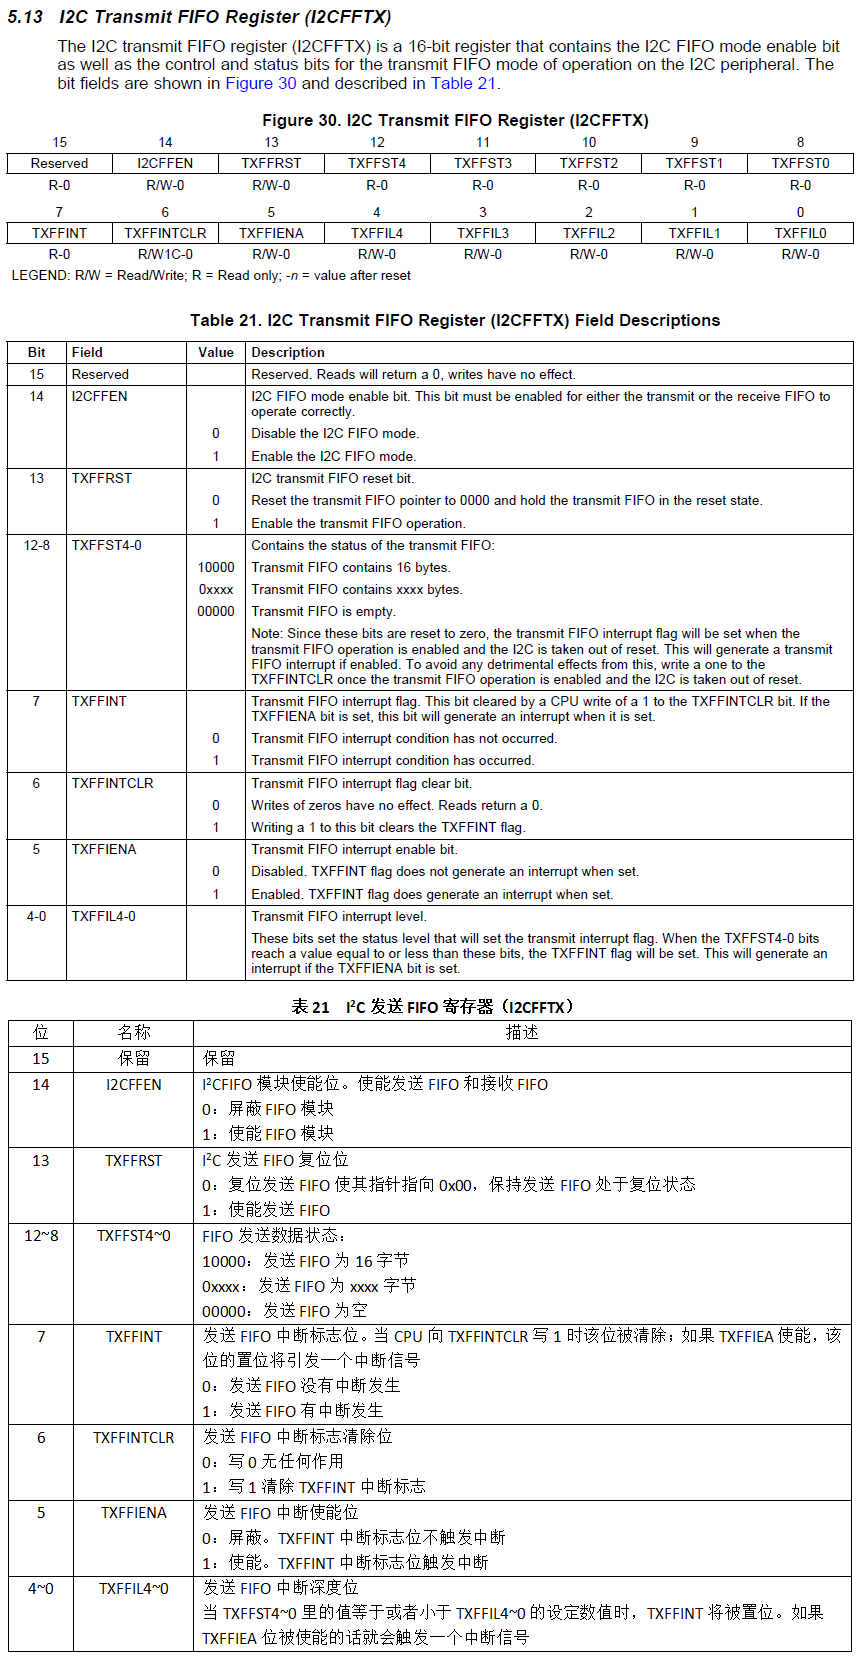 5.13 I2C Transmit FIFO Register (I2CFFTX)
The I2C transmit FIFO register (I2CFFTX) is a 16-bit register that contains the I2C FIFO mode enable bit
as well as the control and status bits for the transmit FIFO mode of operation on the I2C peripheral. The
bit fields are shown in Figure 30 and described in Table 21.
Figure 30. I2C Transmit FIFO Register (I2CFFTX)
15 14 13 12 11 10 9 8
Reserved I2CFFEN TXFFRST TXFFST4 TXFFST3 TXFFST2 TXFFST1 TXFFST0
R-0 R/W-0 R/W-0 R-0 R-0 R-0 R-0 R-0
7 6 5 4 3 2 1 0
TXFFINT TXFFINTCLR TXFFIENA TXFFIL4 TXFFIL3 TXFFIL2 TXFFIL1 TXFFIL0
R-0 R/W1C-0 R/W-0 R/W-0 R/W-0 R/W-0 R/W-0 R/W-0
LEGEND: R/W = Read/Write; R = Read only; -n = value after reset
Table 21. I2C Transmit FIFO Register (I2CFFTX) Field Descriptions
Bit Field Value Description
15 Reserved Reserved. Reads will return a 0, writes have no effect.
14 I2CFFEN I2C FIFO mode enable bit. This bit must be enabled for either the transmit or the receive FIFO to
operate correctly.
0 Disable the I2C FIFO mode.
1 Enable the I2C FIFO mode.
13 TXFFRST I2C transmit FIFO reset bit.
0 Reset the transmit FIFO pointer to 0000 and hold the transmit FIFO in the reset state.
1 Enable the transmit FIFO operation.
12-8 TXFFST4-0 Contains the status of the transmit FIFO:
10000 Transmit FIFO contains 16 bytes.
0xxxx Transmit FIFO contains xxxx bytes.
00000 Transmit FIFO is empty.
Note: Since these bits are reset to zero, the transmit FIFO interrupt flag will be set when the
transmit FIFO operation is enabled and the I2C is taken out of reset. This will generate a transmit
FIFO interrupt if enabled. To avoid any detrimental effects from this, write a one to the
TXFFINTCLR once the transmit FIFO operation is enabled and the I2C is taken out of reset.
7 TXFFINT Transmit FIFO interrupt flag. This bit cleared by a CPU write of a 1 to the TXFFINTCLR bit. If the
TXFFIENA bit is set, this bit will generate an interrupt when it is set.
0 Transmit FIFO interrupt condition has not occurred.
1 Transmit FIFO interrupt condition has occurred.
6 TXFFINTCLR Transmit FIFO interrupt flag clear bit.
0 Writes of zeros have no effect. Reads return a 0.
1 Writing a 1 to this bit clears the TXFFINT flag.
5 TXFFIENA Transmit FIFO interrupt enable bit.
0 Disabled. TXFFINT flag does not generate an interrupt when set.
1 Enabled. TXFFINT flag does generate an interrupt when set.
4-0 TXFFIL4-0 Transmit FIFO interrupt level.
These bits set the status level that will set the transmit interrupt flag. When the TXFFST4-0 bits
reach a value equal to or less than these bits, the TXFFINT flag will be set. This will generate an
interrupt if the TXFFIENA bit is set.
表 21 I²C 发送 FIFO 寄存器（I2CFFTX）
位 名称 描述
15 保留 保留
14 I2CFFEN I²CFIFO 模块使能位。使能发送 FIFO 和接收 FIFO
0：屏蔽 FIFO 模块
1：使能 FIFO 模块
13 TXFFRST I²C 发送 FIFO 复位位
0：复位发送 FIFO 使其指针指向 0x00，保持发送 FIFO 处于复位状态
1：使能发送 FIFO
12~8 TXFFST4~0 FIFO 发送数据状态：
10000：发送 FIFO 为 16 字节
0xxxx：发送 FIFO 为 xxxx 字节
00000：发送 FIFO 为空
7 TXFFINT 发送 FIFO 中断标志位。当 CPU 向 TXFFINTCLR 写 1 时该位被清除；如果 TXFFIEA 使能，该
位的置位将引发一个中断信号
0：发送 FIFO 没有中断发生
1：发送 FIFO 有中断发生
6 TXFFINTCLR 发送 FIFO 中断标志清除位
0：写 0 无任何作用
1：写 1 清除 TXFFINT 中断标志
5 TXFFIENA 发送 FIFO 中断使能位
0：屏蔽。TXFFINT 中断标志位不触发中断
1：使能。TXFFINT 中断标志位触发中断
4~0 TXFFIL4~0 发送 FIFO 中断深度位
当 TXFFST4~0 里的值等于或者小于 TXFFIL4~0 的设定数值时，TXFFINT 将被置位。如果
TXFFIEA 位被使能的话就会触发一个中断信号